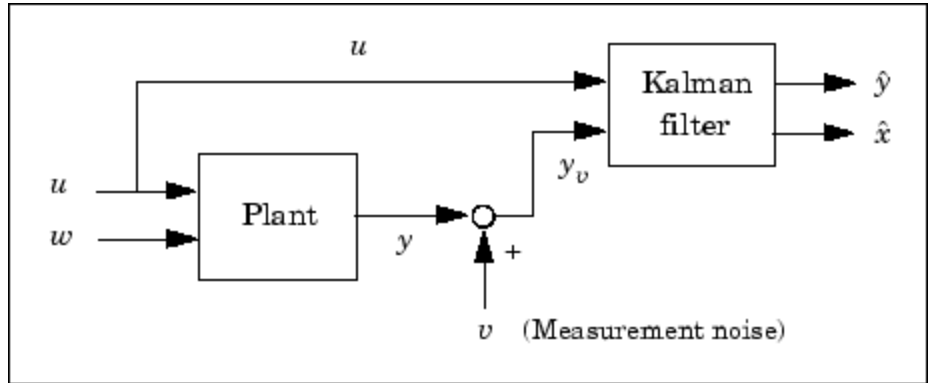 u
Kalman
filter
ŷ
x̂
y_v
u
w
Plant
y
+
v (Measurement noise)